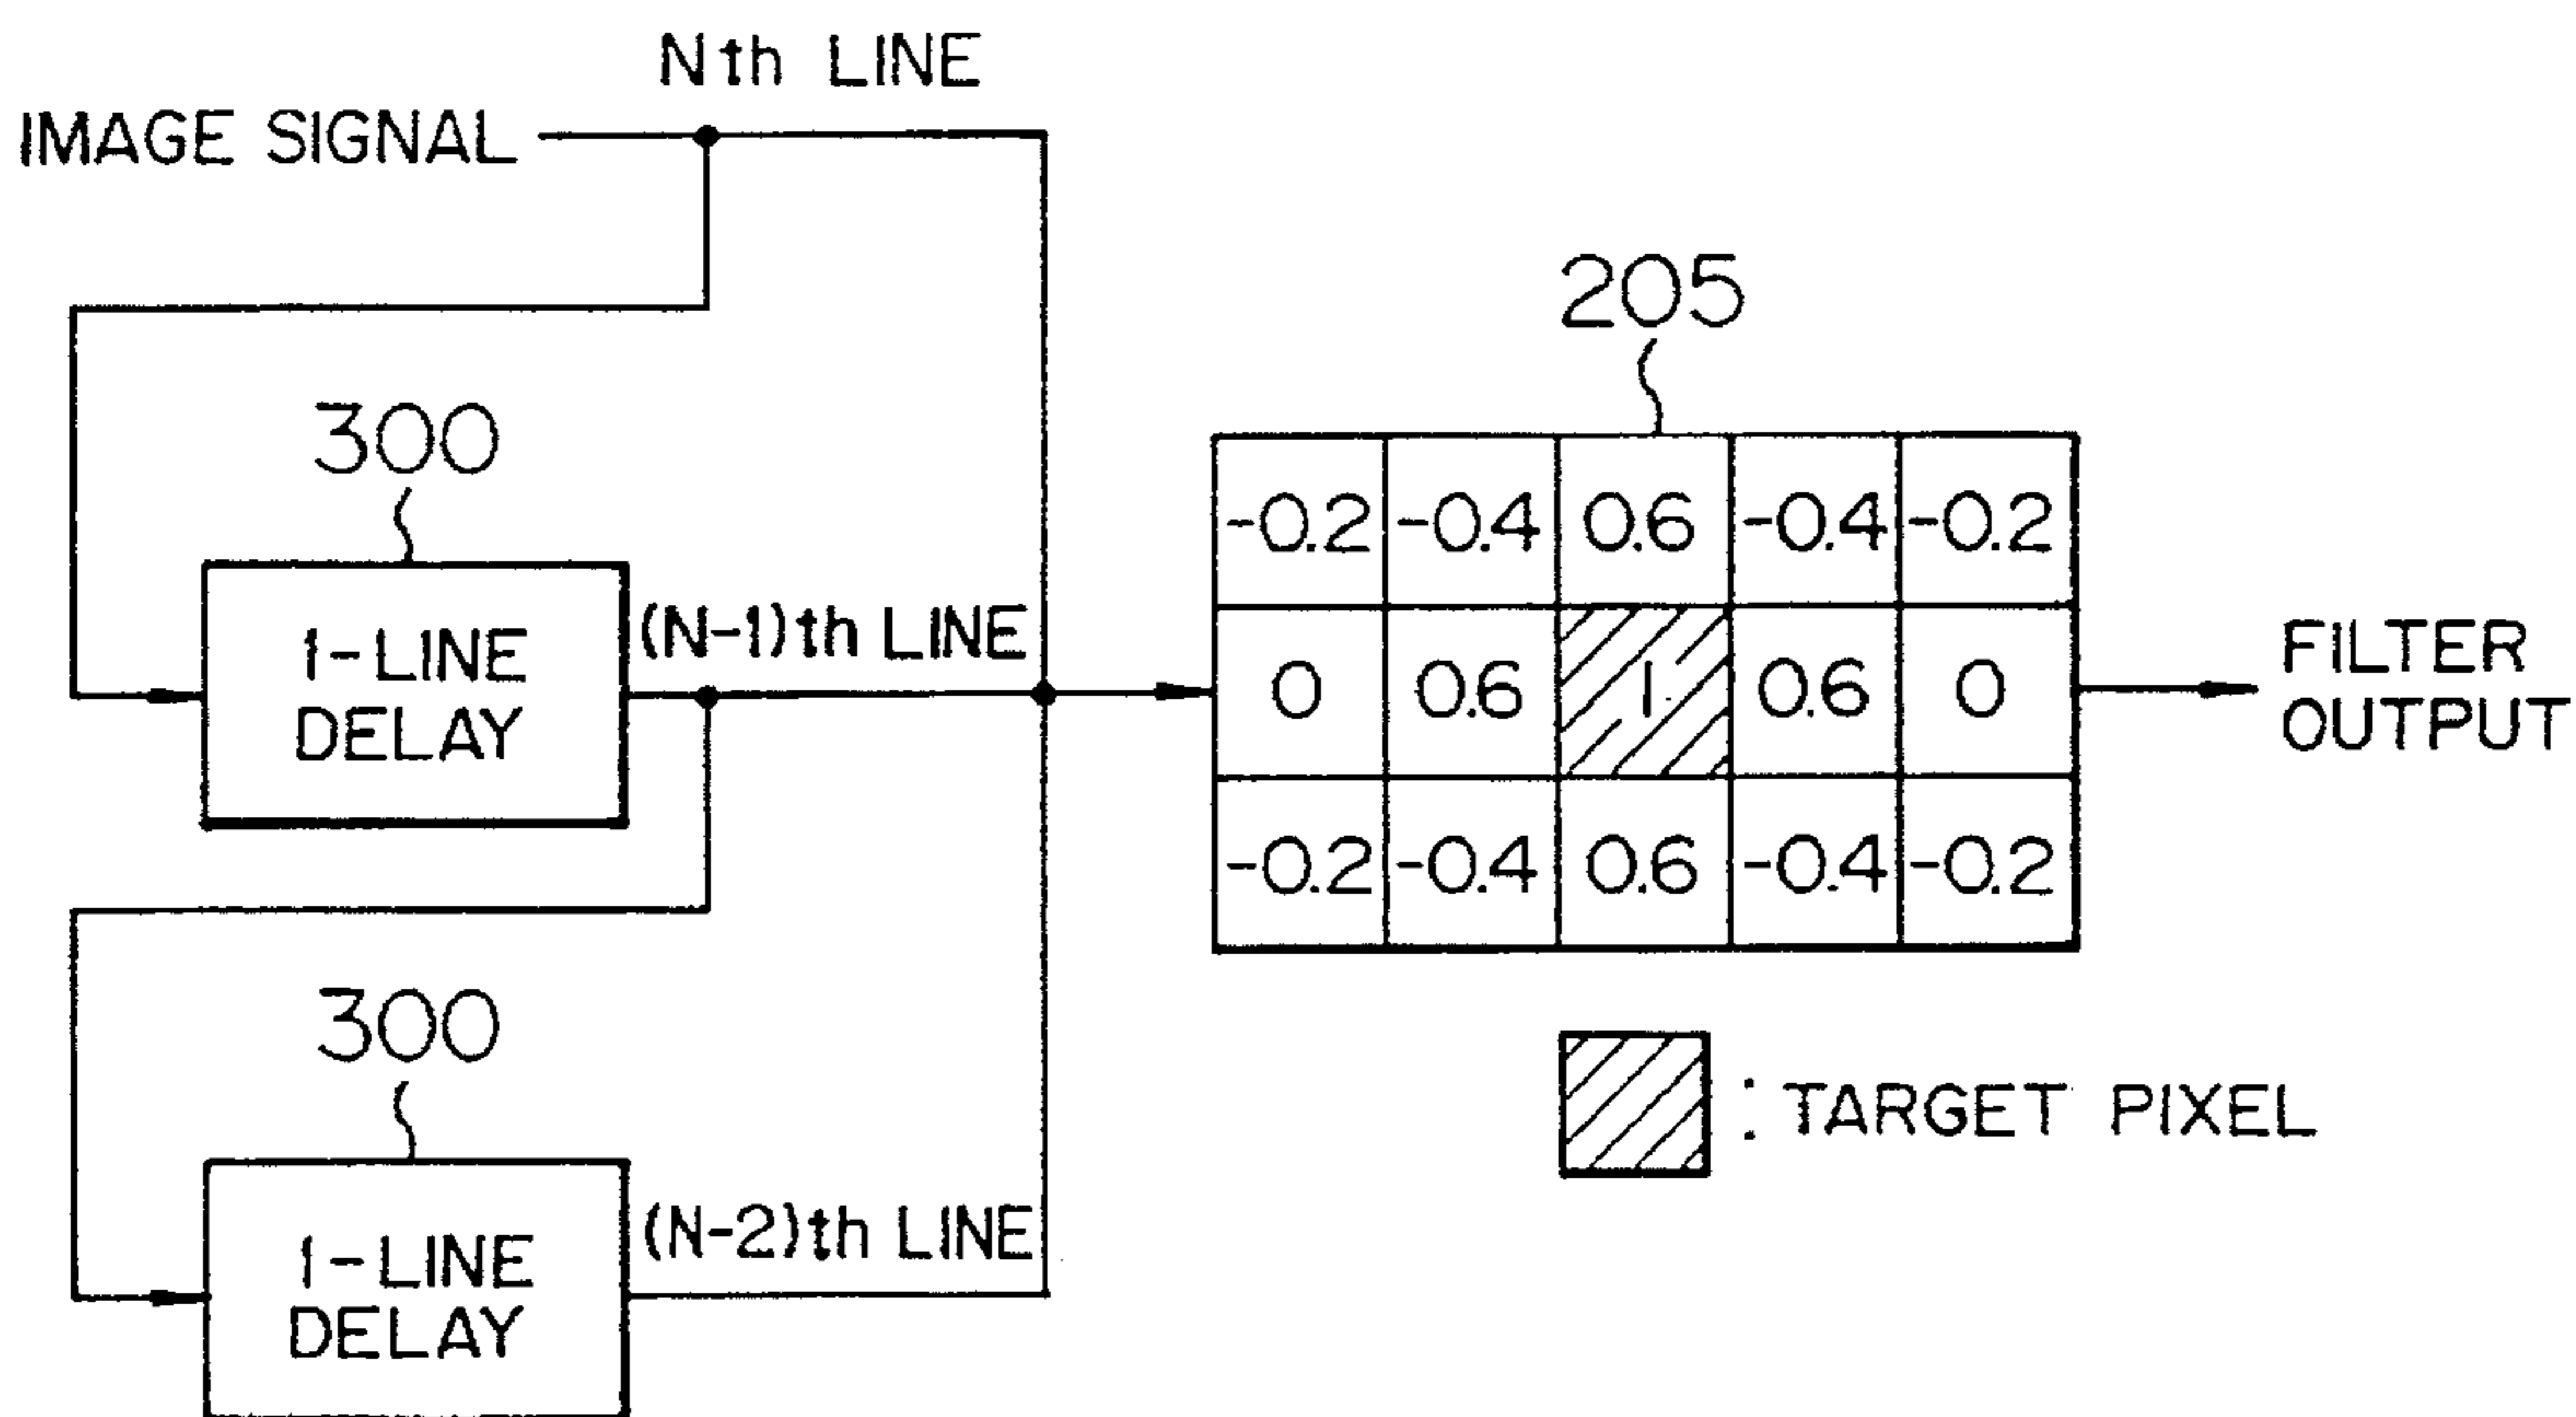 Nth LINE
IMAGE SIGNAL
205
300
-0.2 -0.4 0.6 -0.4 -0.2
1-LINE
DELAY
(N-1)th LINE
0 0.6 1 0.6 0
FILTER
OUTPUT
-0.2 -0.4 0.6 -0.4 -0.2
300
: TARGET PIXEL
1-LINE
DELAY
(N-2)th LINE